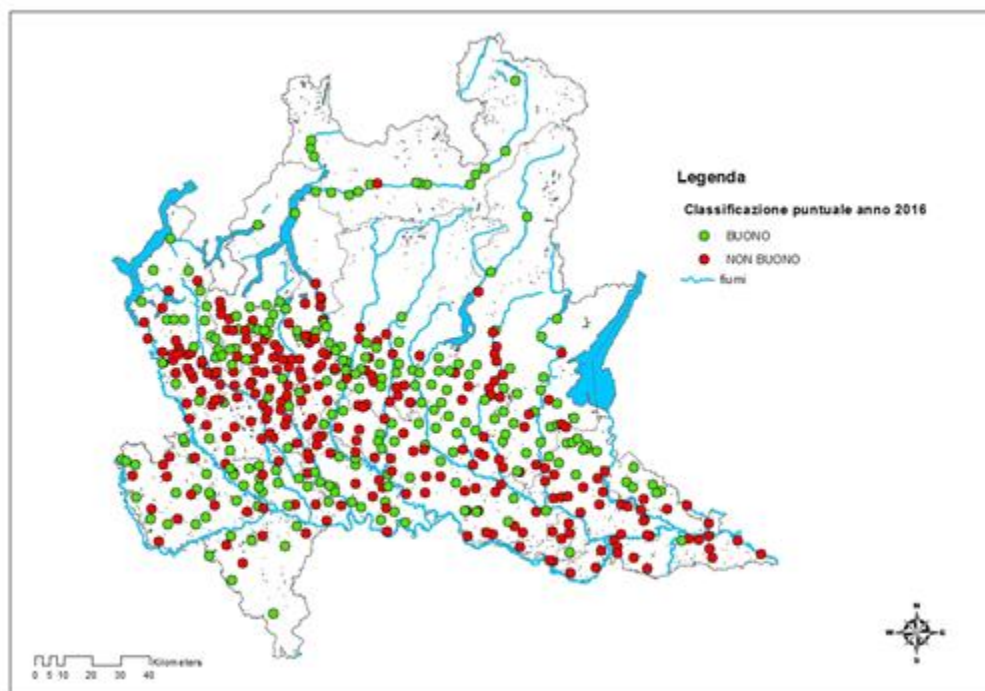 Legenda
Classificazione puntuale anno 2016
BUONO
NON BUONO
fiumi
N
W E
S
Kilometers
0 5 10 20 30 40